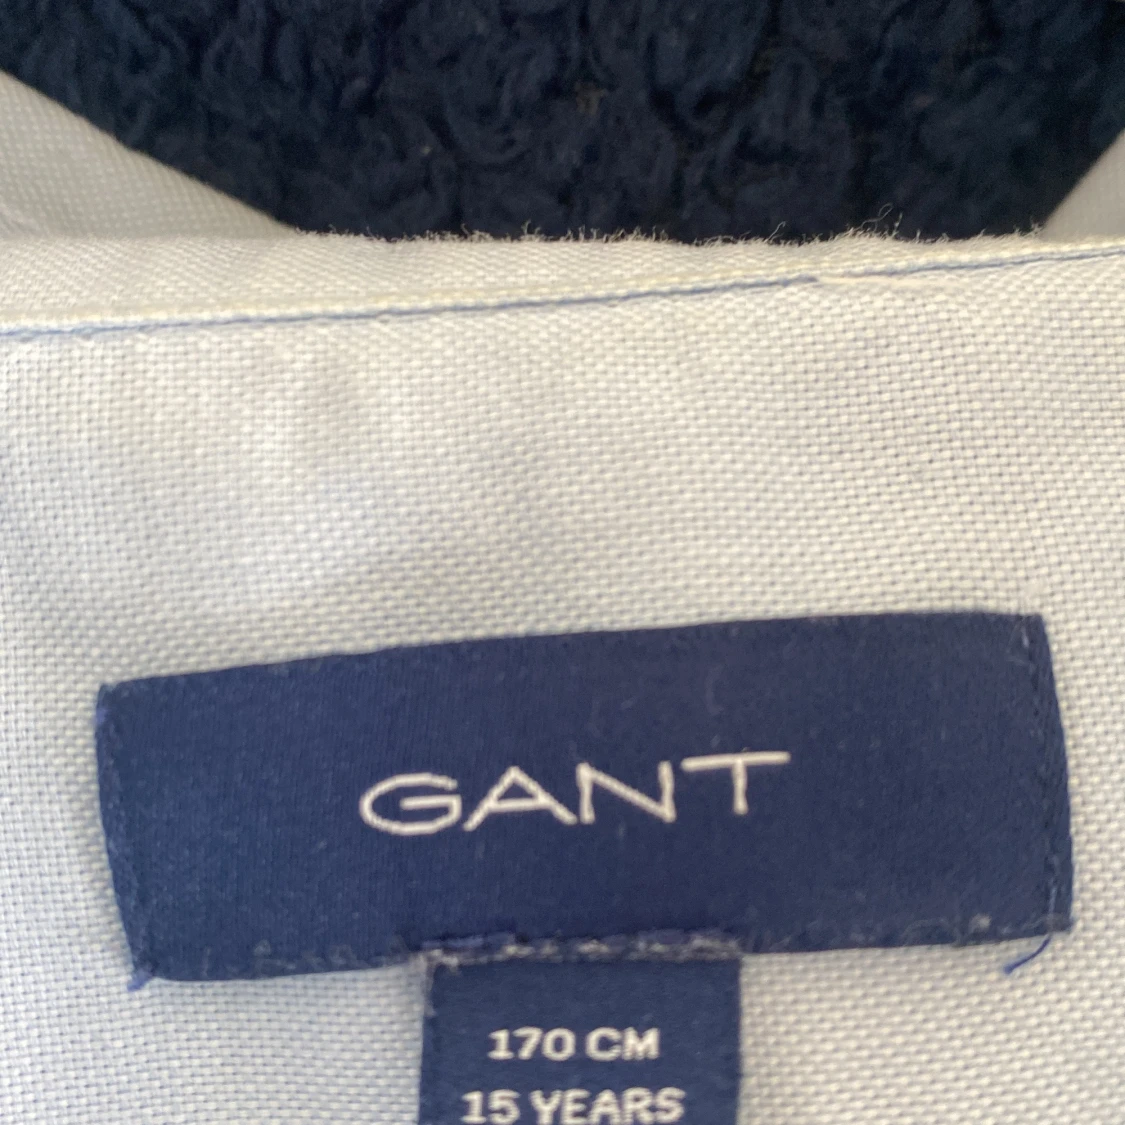 GANT
170 CM
15 YEARS